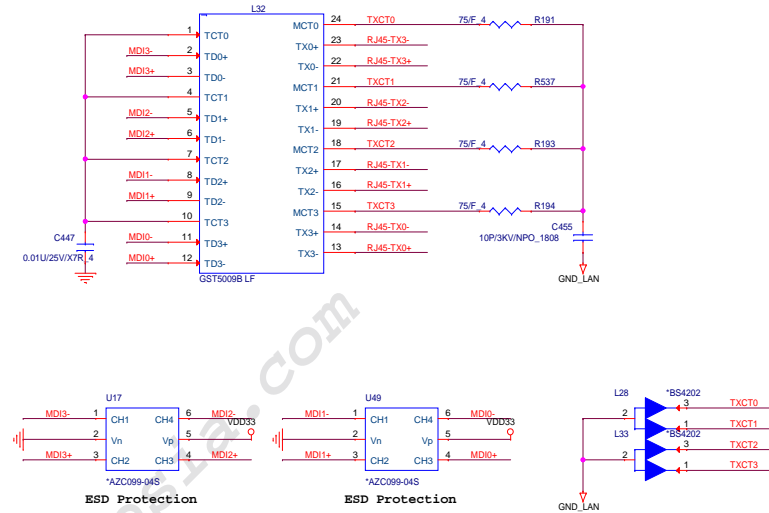 L32
1 TCT0 MCT0 24 TXCT0 75/F_4 R191
MDI3- 2 TD0+ TX0+ 23 RJ45-TX3-
MDI3+ 3 TD0- TX0- 22 RJ45-TX3+
4 TCT1 MCT1 21 TXCT1 75/F_4 R537
MDI2- 5 TD1+ TX1+ 20 RJ45-TX2-
MDI2+ 6 TD1- TX1- 19 RJ45-TX2+
7 TCT2 MCT2 18 TXCT2 75/F_4 R193
MDI1- 8 TD2+ TX2+ 17 RJ45-TX1-
MDI1+ 9 TD2- TX2- 16 RJ45-TX1+
10 TCT3 MCT3 15 TXCT3 75/F_4 R194
MDI0- 11 TD3+ TX3+ 14 RJ45-TX0-
MDI0+ 12 TD3- TX3- 13 RJ45-TX0+
C447
0.01U/25V/X7R_4
C455
10P/3KV/NPO_1808
GST5009B LF
GND_LAN
U17
MDI3- 1 CH1 CH4 6 MDI2-
2 Vn Vp 5 VDD33
MDI3+ 3 CH2 CH3 4 MDI2+
*AZC099-04S
ESD Protection
U49
MDI1- 1 CH1 CH4 6 MDI0-
2 Vn Vp 5 VDD33
MDI1+ 3 CH2 CH3 4 MDI0+
*AZC099-04S
ESD Protection
L28 *BS4202
2 3 TXCT0
1 TXCT1
L33 *BS4202
2 3 TXCT2
1 TXCT3
GND_LAN
osia.com